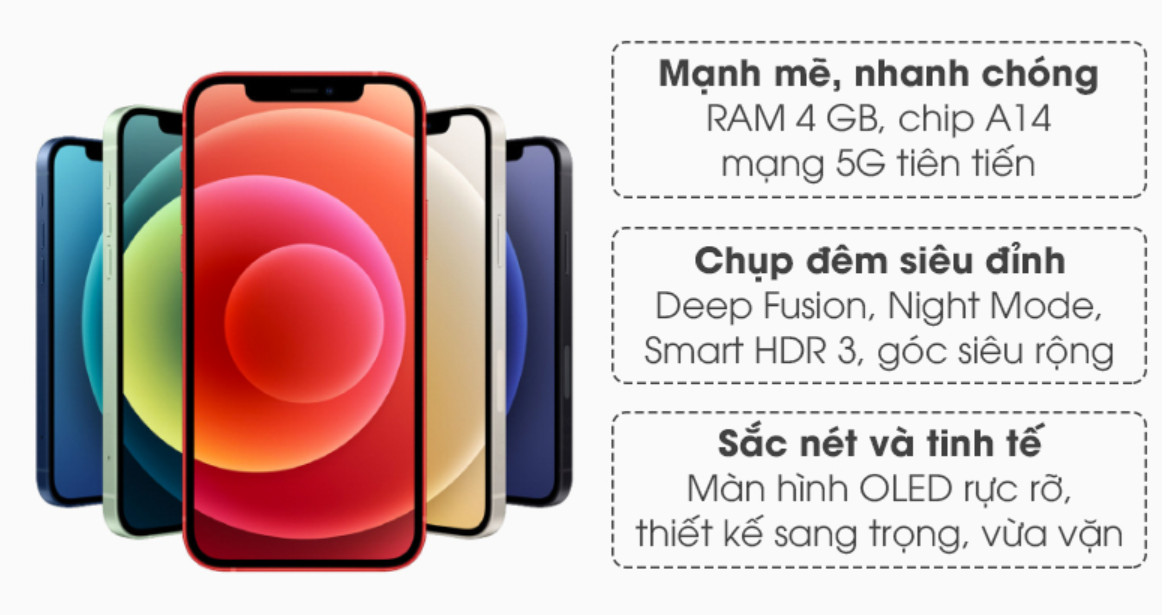 Mạnh mẽ, nhanh chóng
RAM 4 GB, chip A14
mạng 5G tiên tiến
Chụp đêm siêu đỉnh
Deep Fusion, Night Mode,
Smart HDR 3, góc siêu rộng
Sắc nét và tinh tế
Màn hình OLED rực rỡ,
thiết kế sang trọng, vừa vặn